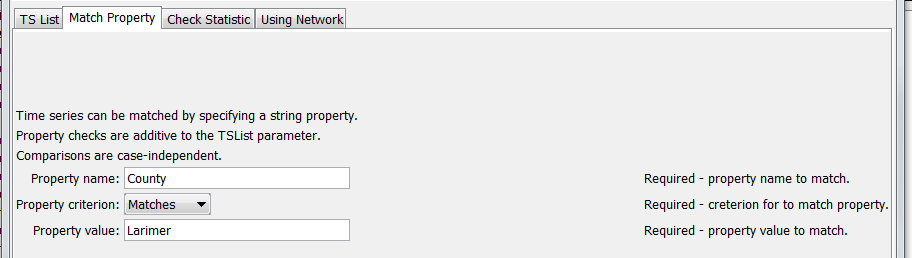 TS List Match Property Check Statistic Using Network
Time series can be matched by specifying a string property.
Property checks are additive to the TSList parameter.
Comparisons are case-independent.
Property name: County Required - property name to match.
Property criterion: Matches Required - creterion for to match property.
Property value: Larimer Required - property value to match.